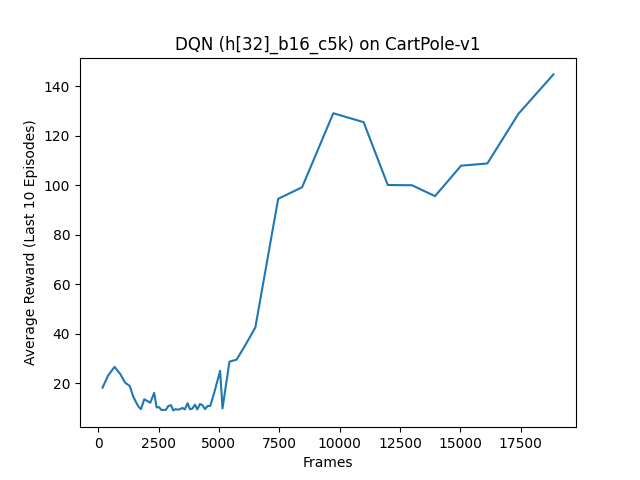 DQN (h[32]_b16_c5k) on CartPole-v1
Average Reward (Last 10 Episodes)
140
120
100
80
60
40
20
0 2500 5000 7500 10000 12500 15000 17500
Frames